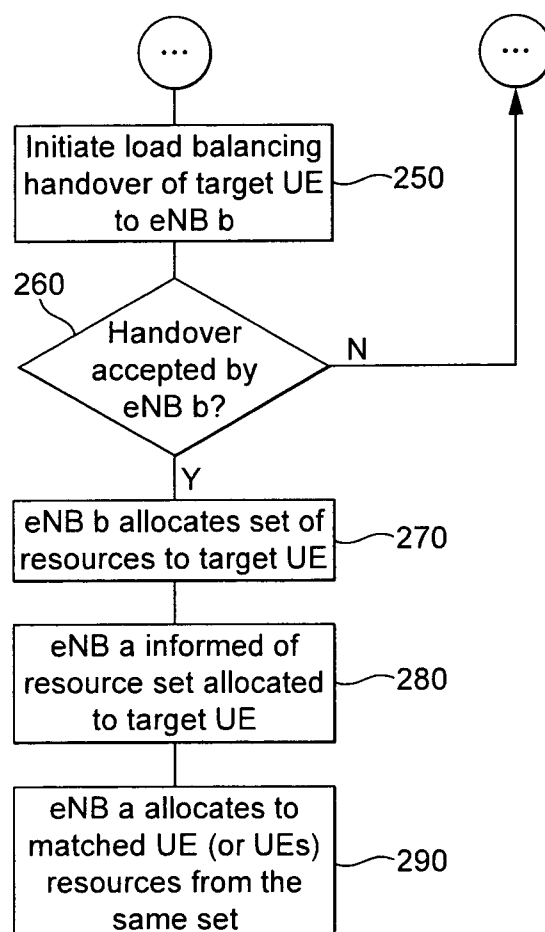 ...
...
Initiate load balancing
handover of target UE
to eNB b
250
260
Handover
accepted by
eNB b?
N
Y
eNB b allocates set of
resources to target UE
270
eNB a informed of
resource set allocated
to target UE
280
eNB a allocates to
matched UE (or UEs)
resources from the
same set
290